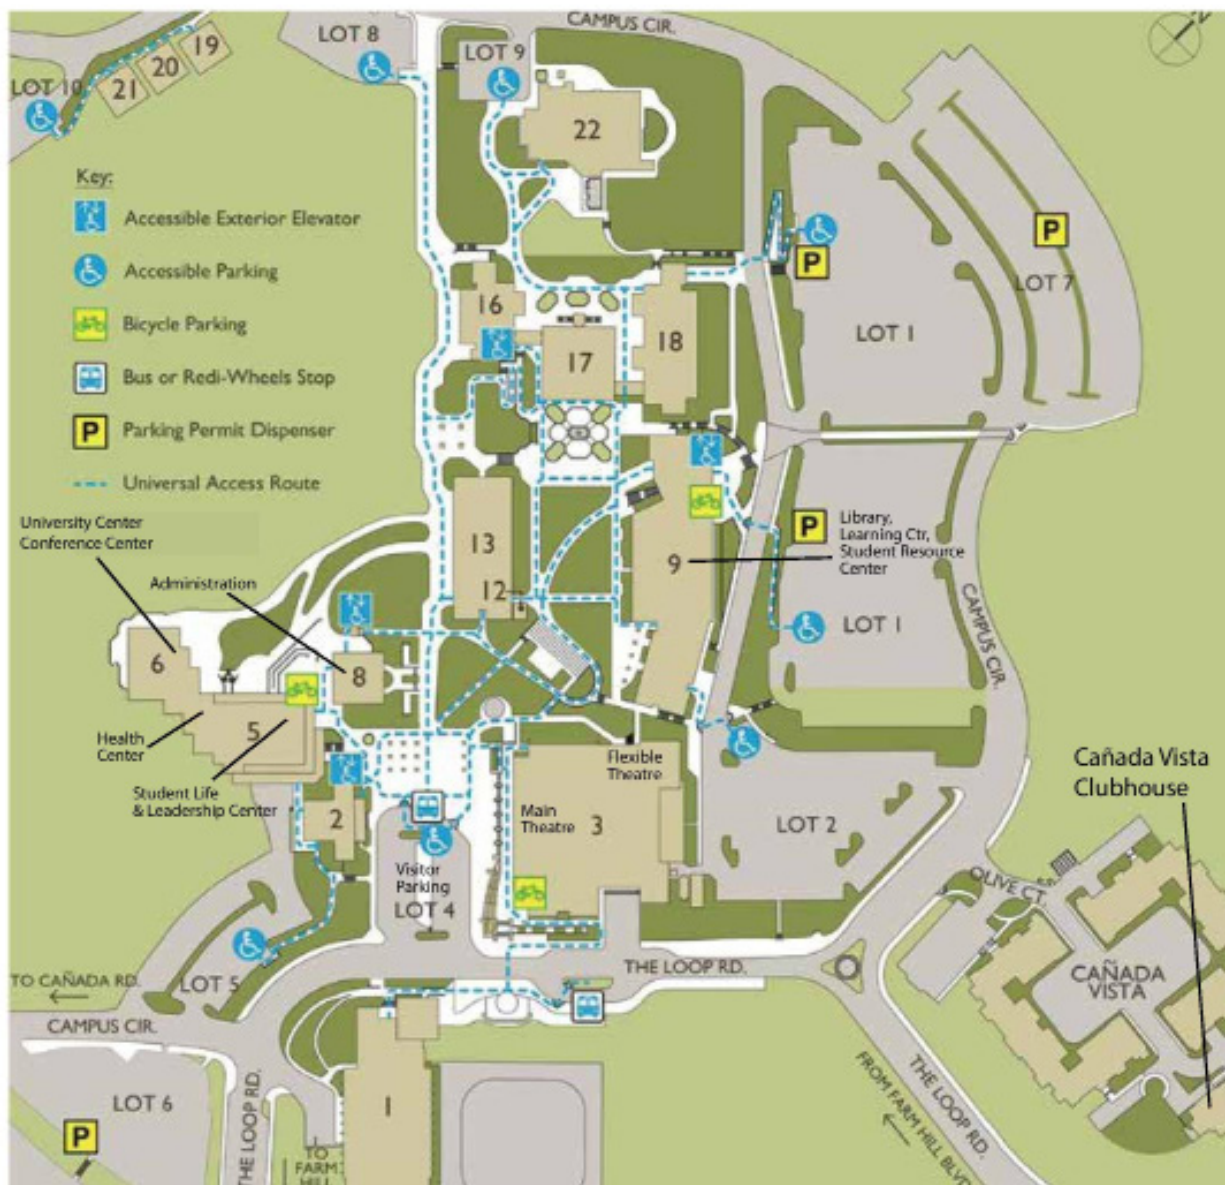 CAMPUS CIR.
LOT 8
LOT 9
19
20
21
LOT 10
22
Key:
Accessible Exterior Elevator
Accessible Parking
Bicycle Parking
Bus or Redi-Wheels Stop
P
Parking Permit Dispenser
Universal Access Route
P
LOT 7
P
LOT 1
16
17
18
University Center
Conference Center
Administration
13
12
9
P
Library,
Learning Ctr,
Student Resource
Center
LOT 1
CAMPUS CIR.
6
8
5
Health
Center
Student Life
& Leadership Center
2
Flexible
Theatre
Main
Theatre
3
LOT 2
Cañada Vista
Clubhouse
Visitor
Parking
LOT 4
OLIVE CT.
CAÑADA
VISTA
TO CAÑADA RD.
LOT 5
THE LOOP RD.
CAMPUS CIR.
LOT 6
P
THE LOOP RD.
1
TO
FARM
HILL
THE LOOP RD.
FROM FARM HILL BLVD.